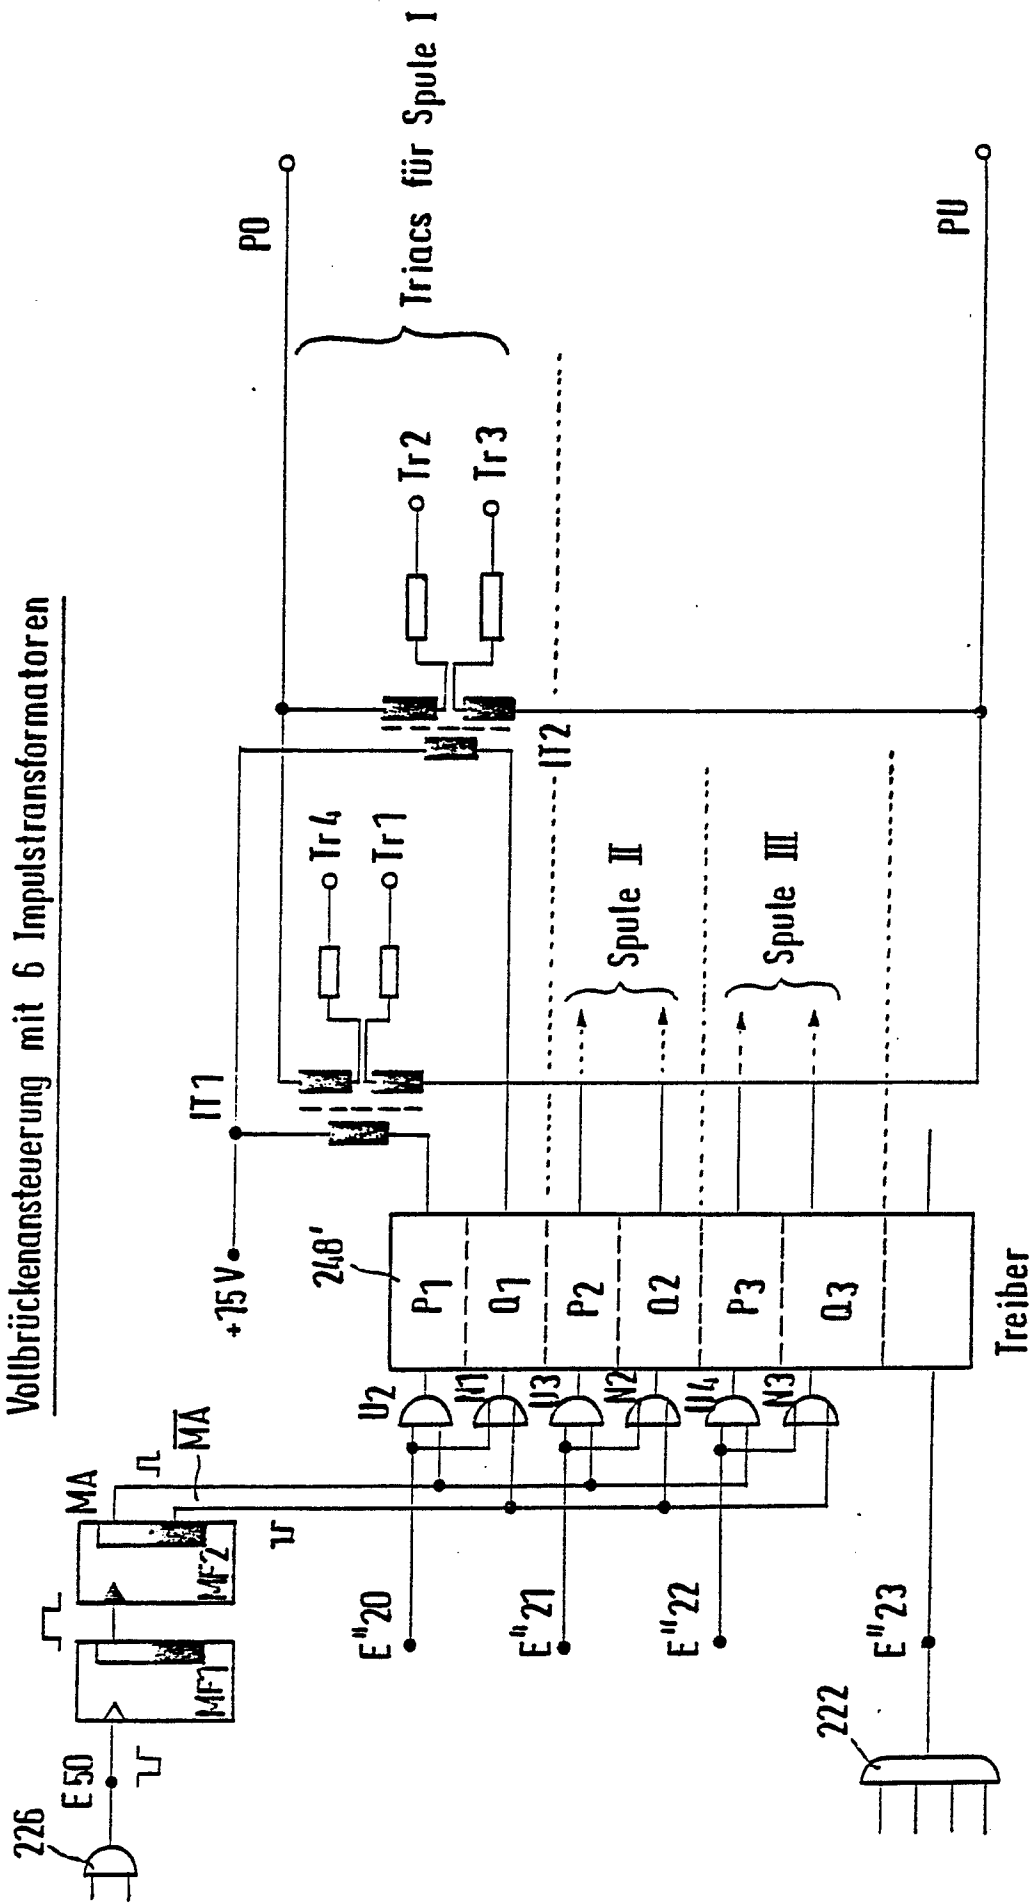 Vollbrückenansteuerung mit 6 Impulstransformatoren
226
E50
MF1
MF2
MA
M̅A̅
+15V
IT1
Tr4
Tr1
IT2
Tr2
Tr3
PO
Triacs für Spule I
E"20
E"21
E"22
E"23
222
U2
N1
U3
N2
U4
N3
248'
P1
Q1
P2
Q2
P3
Q3
Treiber
Spule II
Spule III
PU